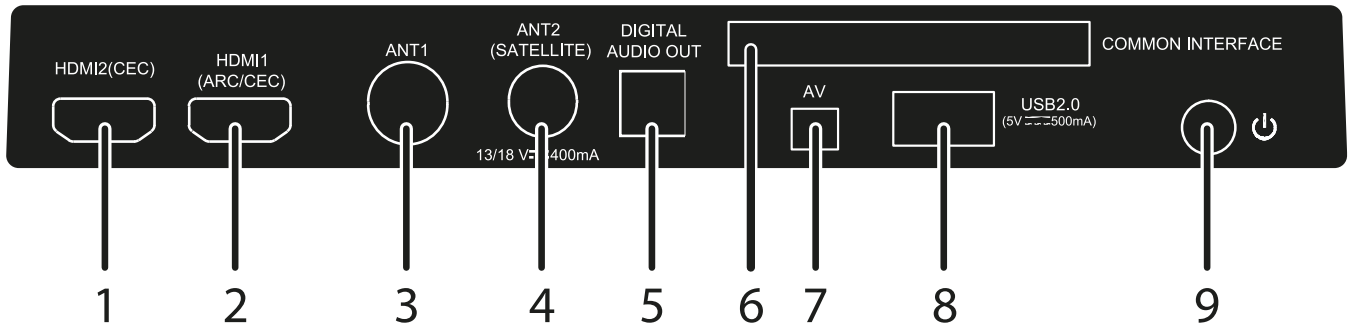 HDMI2(CEC)
HDMI1
(ARC/CEC)
ANT1
ANT2
(SATELLITE)
13/18 V⎓400mA
DIGITAL
AUDIO OUT
COMMON INTERFACE
AV
USB2.0
(5V⎓500mA)
1 2 3 4 5 6 7 8 9